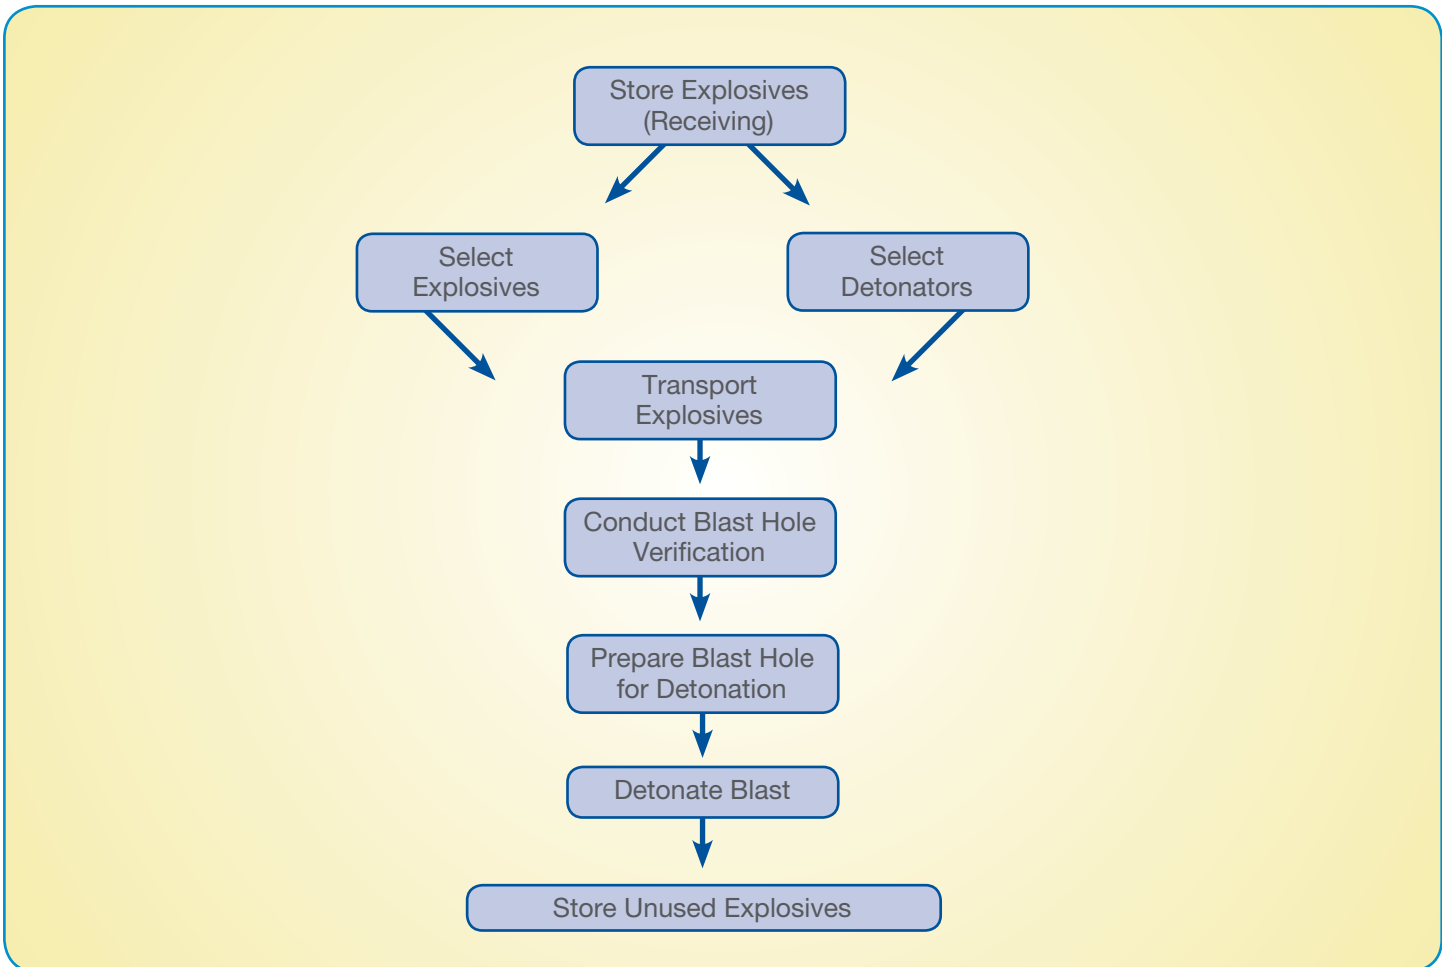 Store Explosives
(Receiving)
Select
Explosives
Select
Detonators
Transport
Explosives
Conduct Blast Hole
Verification
Prepare Blast Hole
for Detonation
Detonate Blast
Store Unused Explosives